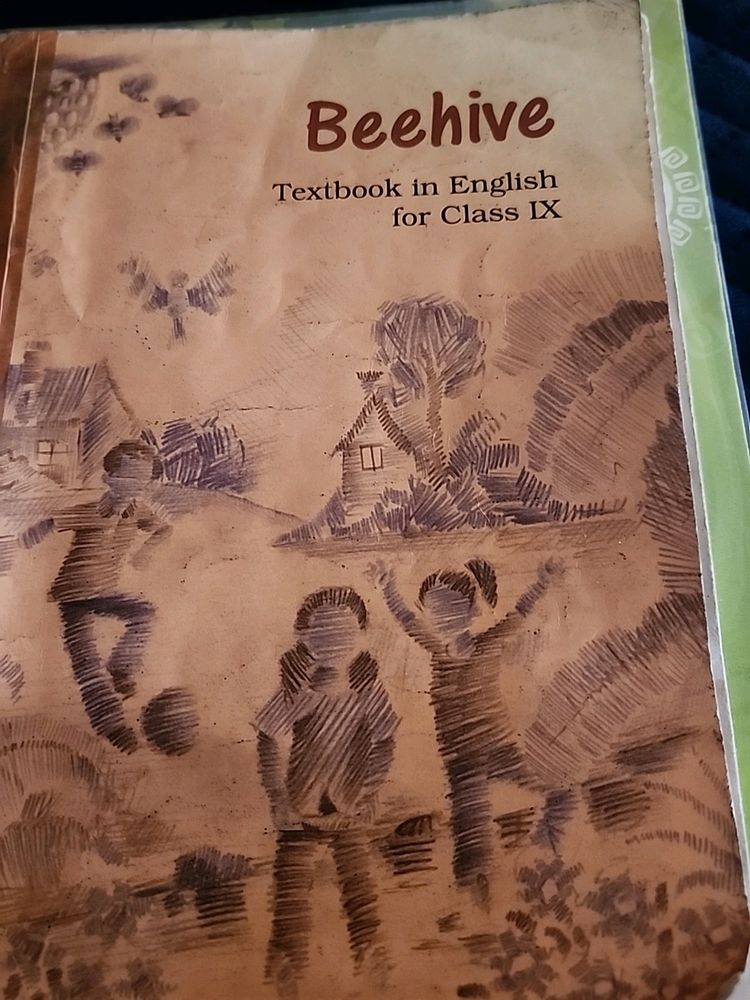 Beehive
Textbook in English
for Class IX